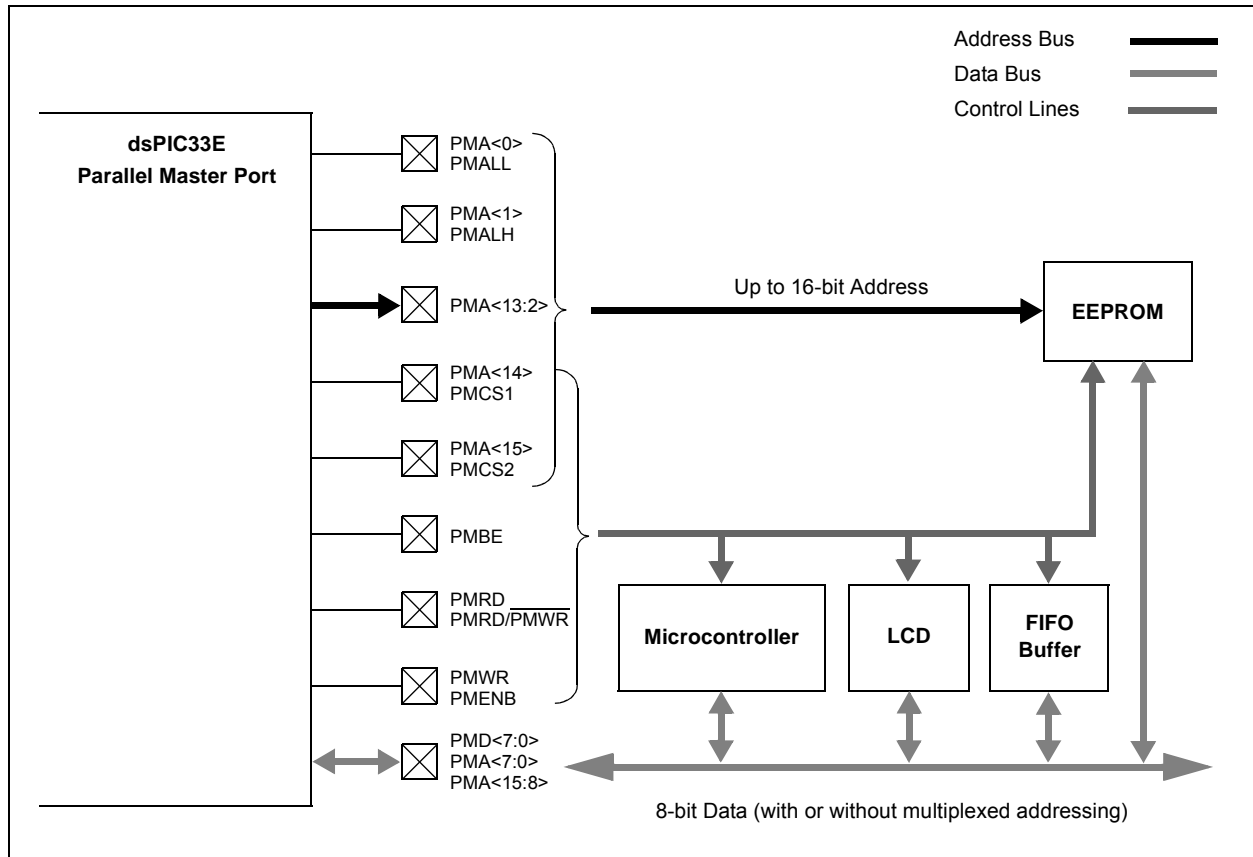 Address Bus
Data Bus
Control Lines
dsPIC33E
Parallel Master Port
PMA<0>
PMALL
PMA<1>
PMALH
PMA<13:2>
PMA<14>
PMCS1
PMA<15>
PMCS2
PMBE
PMRD
PMRD/PMWR
PMWR
PMENB
PMD<7:0>
PMA<7:0>
PMA<15:8>
Up to 16-bit Address
EEPROM
Microcontroller
LCD
FIFO
Buffer
8-bit Data (with or without multiplexed addressing)